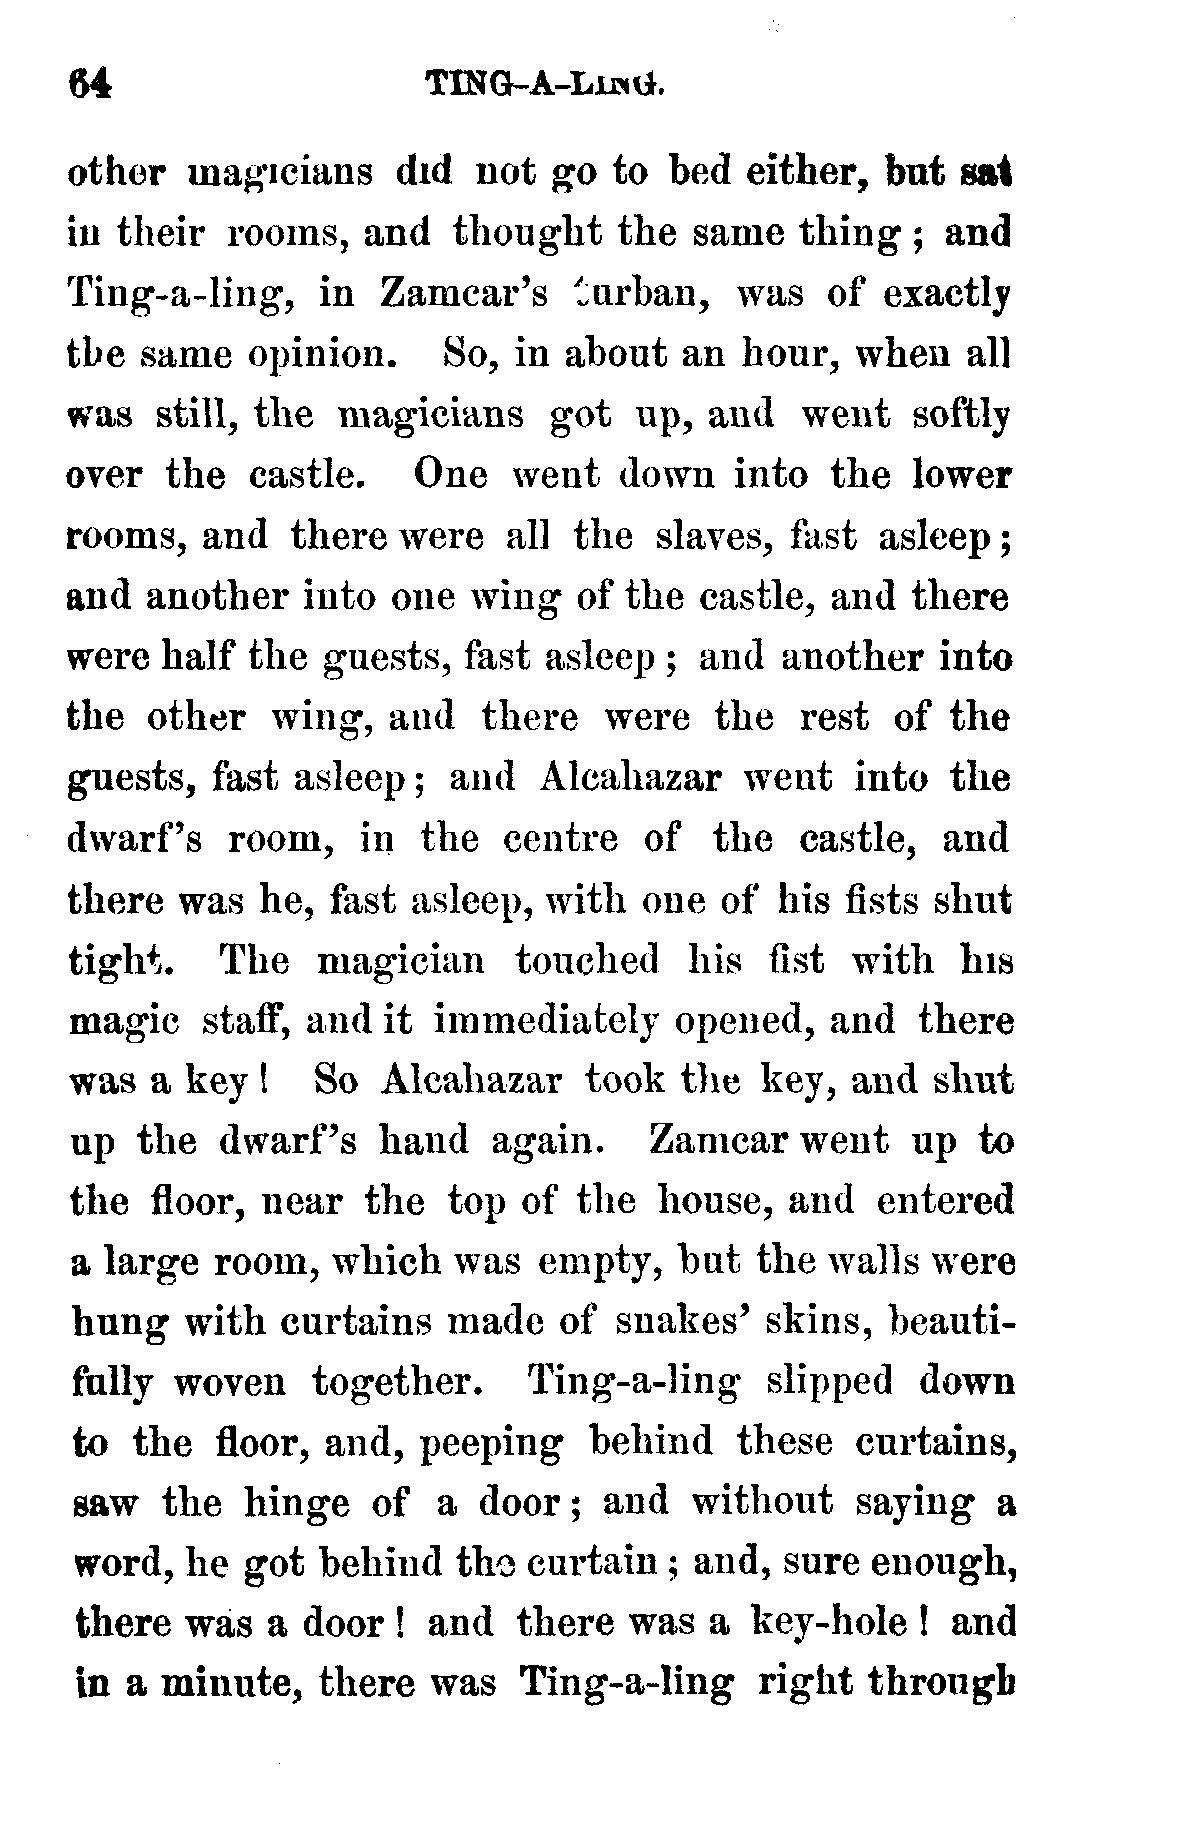 64 TING-A-LING.
other magicians did not go to bed either, but sat
in their rooms, and thought the same thing ; and
Ting-a-ling, in Zamcar's turban, was of exactly
the same opinion. So, in about an hour, when all
was still, the magicians got up, and went softly
over the castle. One went down into the lower
rooms, and there were all the slaves, fast asleep ;
and another into one wing of the castle, and there
were half the guests, fast asleep ; and another into
the other wing, and there were the rest of the
guests, fast asleep ; and Alcahazar went into the
dwarf's room, in the centre of the castle, and
there was he, fast asleep, with one of his fists shut
tight. The magician touched his fist with his
magic staff, and it immediately opened, and there
was a key ! So Alcahazar took the key, and shut
up the dwarf's hand again. Zamcar went up to
the floor, near the top of the house, and entered
a large room, which was empty, but the walls were
hung with curtains made of snakes' skins, beauti-
fully woven together. Ting-a-ling slipped down
to the floor, and, peeping behind these curtains,
saw the hinge of a door ; and without saying a
word, he got behind the curtain ; and, sure enough,
there was a door ! and there was a key-hole ! and
in a minute, there was Ting-a-ling right through